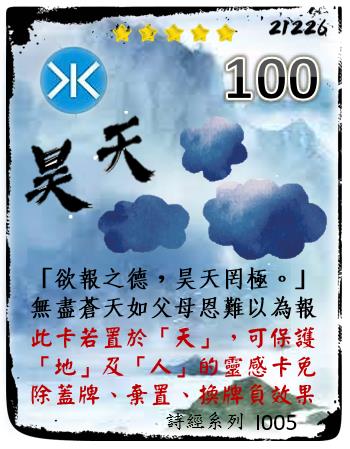 21226
100
昊天
「欲報之德,昊天罔極。」
無盡蒼天如父母恩難以為報
此卡若置於「天」,可保護
「地」及「人」的靈感卡免
除蓋牌、棄置、換牌負效果
詩經系列 I005